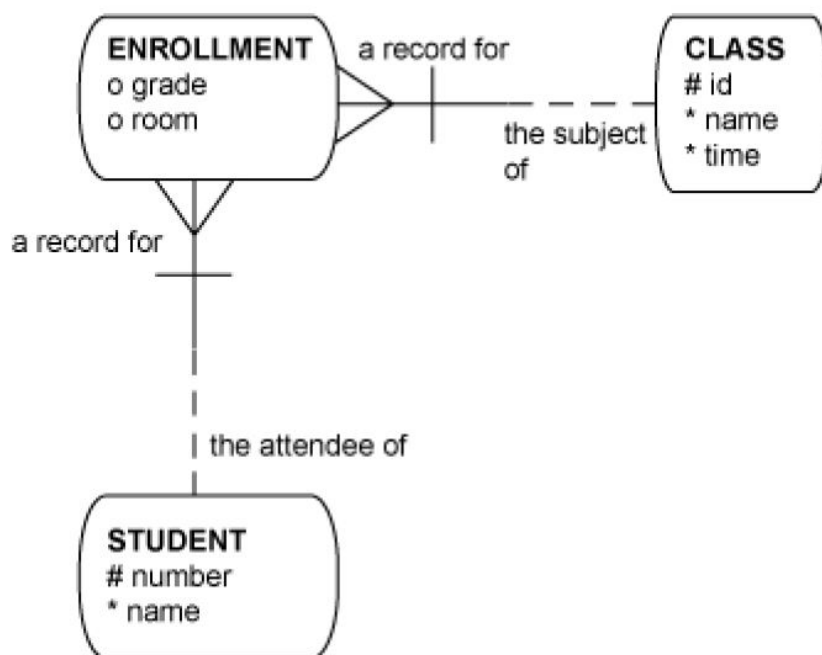 ENROLLMENT
o grade
o room
a record for
the subject
of
CLASS
# id
* name
* time
a record for
the attendee of
STUDENT
# number
* name